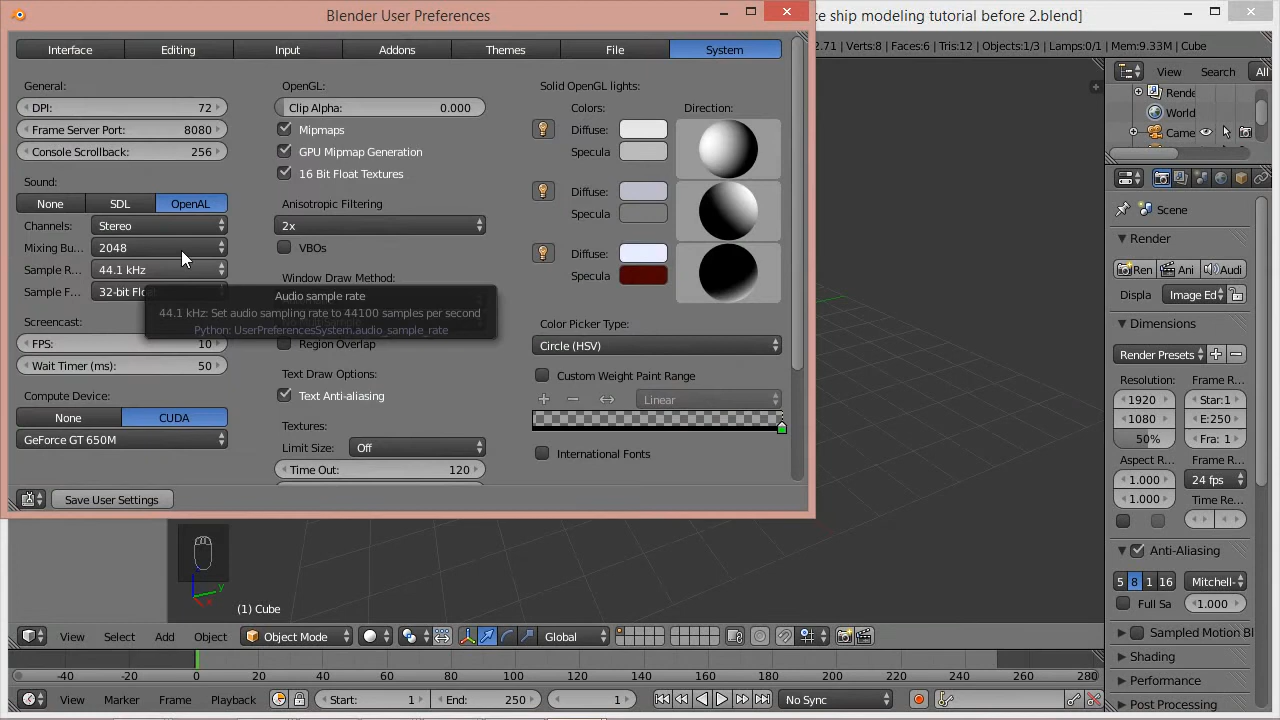 Blender User Preferences
ce ship modeling tutorial before 2.blend]
Interface Editing Input Addons Themes File System
2.71 | Verts:8 | Faces:6 | Tris:12 | Objects:1/3 | Lamps:0/1 | Mem:9.33M | Cube
View Search All
General:
DPI: 72
Frame Server Port: 8080
Console Scrollback: 256
Sound:
None SDL OpenAL
Channels: Stereo
Mixing Bu... 2048
Sample R... 44.1 kHz
Sample F... 32-bit Float
Audio sample rate
44.1 kHz: Set audio sampling rate to 44100 samples per second
Python: UserPreferencesSystem.audio_sample_rate
Screencast:
FPS: 10
Wait Timer (ms): 50
Compute Device:
None CUDA
GeForce GT 650M
Save User Settings
OpenGL:
Clip Alpha: 0.000
Mipmaps
GPU Mipmap Generation
16 Bit Float Textures
Anisotropic Filtering
2x
VBOs
Window Draw Method:
Region Overlap
Text Draw Options:
Text Anti-aliasing
Textures:
Limit Size: Off
Time Out: 120
Solid OpenGL lights:
Colors: Direction:
Diffuse:
Specula
Diffuse:
Specula
Diffuse:
Specula
Color Picker Type:
Circle (HSV)
Custom Weight Paint Range
Linear
International Fonts
Rende
World
Came
Scene
Render
Ren Ani Audi
Displa Image Ed
Dimensions
Render Presets
Resolution: Frame R
1920 Star:1
1080 E:250
50% Fra: 1
Aspect R Frame R
1.000 24 fps
1.000 Time Re
Anti-Aliasing
5 8 1 16 Mitchell-
Full Sa 1.000
Sampled Motion Bl
Shading
Performance
Post Processing
y
x
(1) Cube
View Select Add Object Object Mode Global
-40 -20 0 20 40 60 80 100 120 140 160 180 200 220 240 260 280
View Marker Frame Playback Start: 1 End: 250 1 No Sync